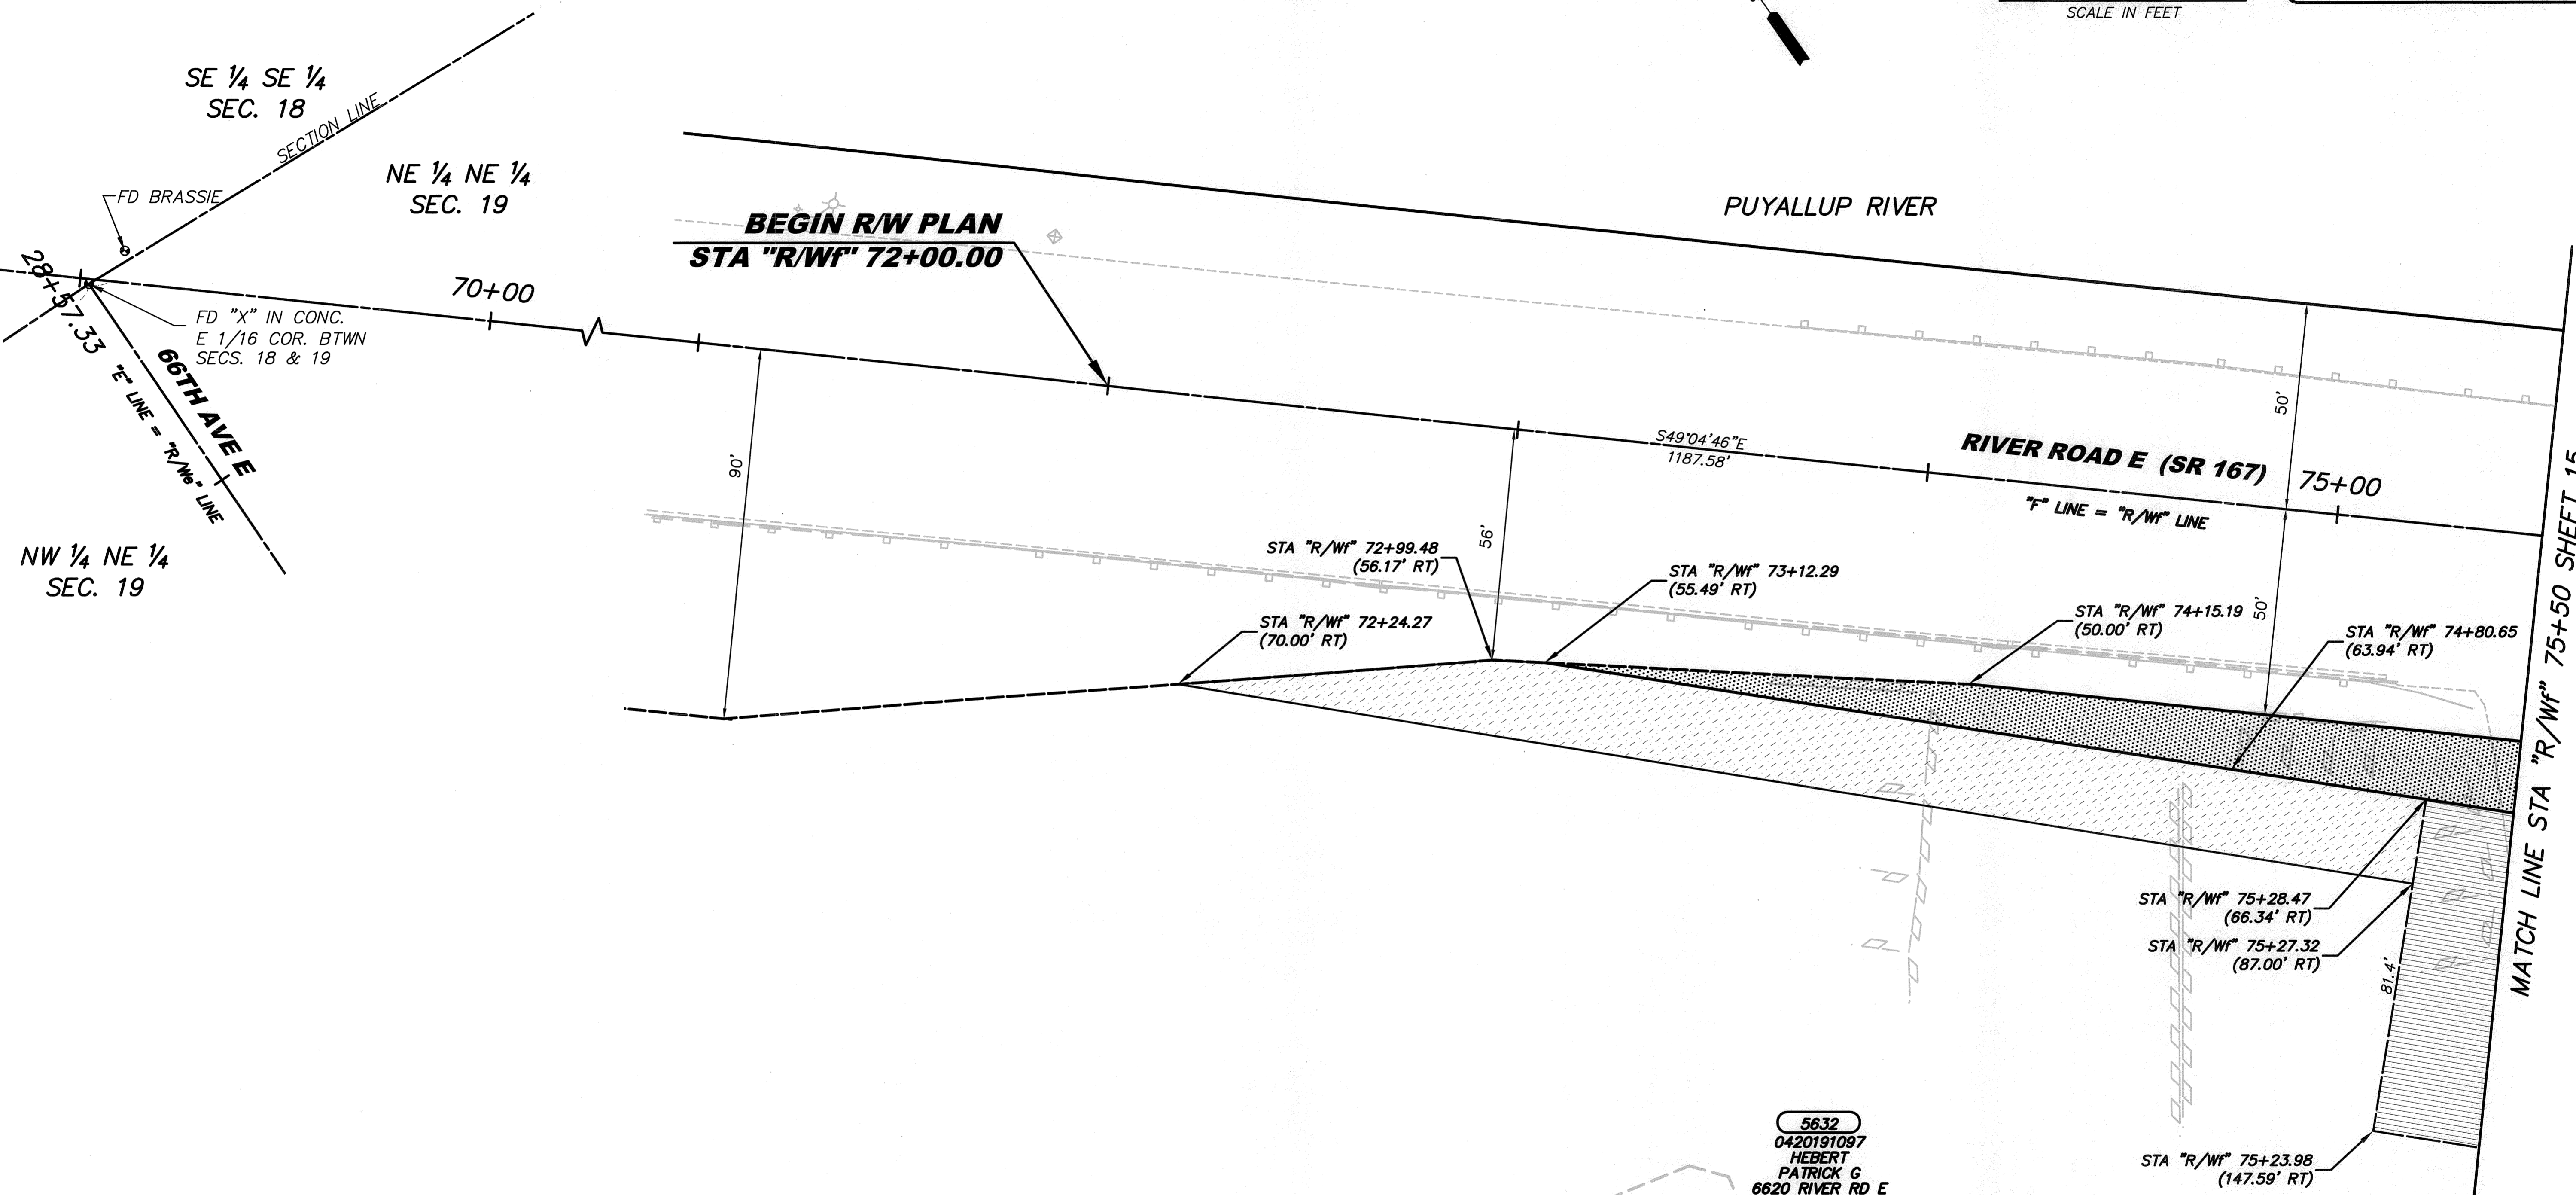 SCALE IN FEET
SE ¼ SE ¼
SEC. 18
SECTION LINE
NE ¼ NE ¼
SEC. 19
FD BRASSIE
28+57.33
FD "X" IN CONC.
E 1/16 COR. BTWN
SECS. 18 & 19
66TH AVE E
"E" LINE = "R/We" LINE
NW ¼ NE ¼
SEC. 19
70+00
BEGIN R/W PLAN
STA "R/Wf" 72+00.00
PUYALLUP RIVER
90'
56'
S49°04'46"E
1187.58'
RIVER ROAD E (SR 167)
75+00
"F" LINE = "R/Wf" LINE
50'
50'
STA "R/Wf" 72+99.48
(56.17' RT)
STA "R/Wf" 73+12.29
(55.49' RT)
STA "R/Wf" 72+24.27
(70.00' RT)
STA "R/Wf" 74+15.19
(50.00' RT)
STA "R/Wf" 74+80.65
(63.94' RT)
STA "R/Wf" 75+28.47
(66.34' RT)
STA "R/Wf" 75+27.32
(87.00' RT)
81.4'
STA "R/Wf" 75+23.98
(147.59' RT)
MATCH LINE STA "R/Wf" 75+50 SHEET 15
5632
0420191097
HEBERT
PATRICK G
6620 RIVER RD E